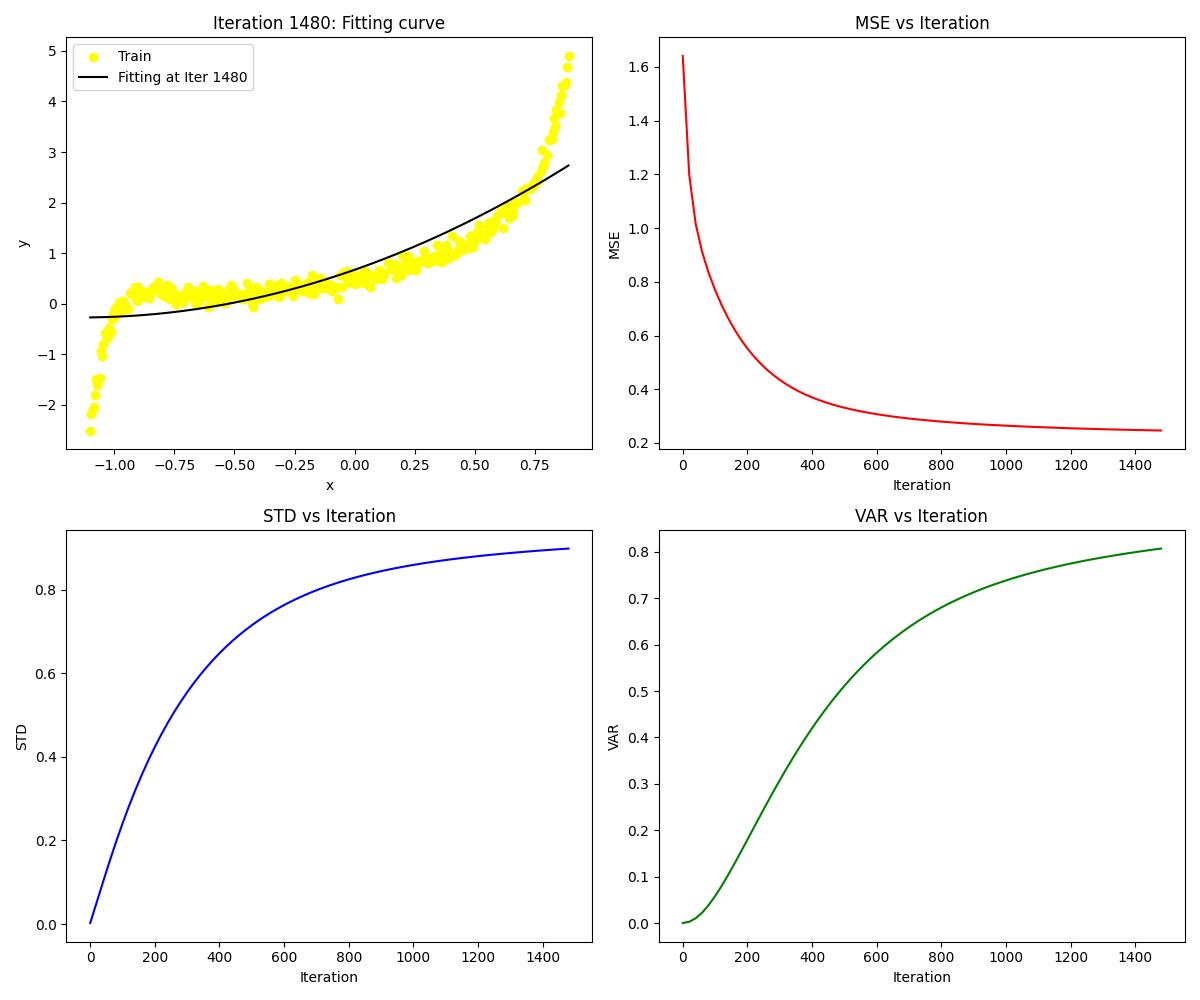 Iteration 1480: Fitting curve
Train
Fitting at Iter 1480
5
4
3
2
1
0
−1
−2
y
−1.00 −0.75 −0.50 −0.25 0.00 0.25 0.50 0.75
x
MSE vs Iteration
1.6
1.4
1.2
1.0
0.8
0.6
0.4
0.2
MSE
0 200 400 600 800 1000 1200 1400
Iteration
STD vs Iteration
0.8
0.6
0.4
0.2
0.0
STD
0 200 400 600 800 1000 1200 1400
Iteration
VAR vs Iteration
0.8
0.7
0.6
0.5
0.4
0.3
0.2
0.1
0.0
VAR
0 200 400 600 800 1000 1200 1400
Iteration